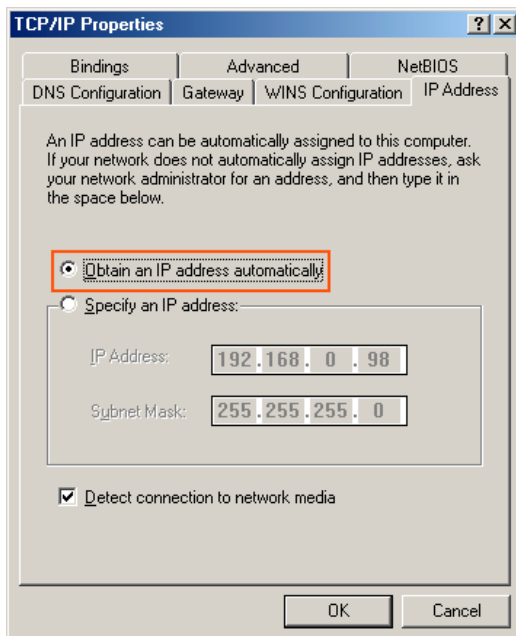 TCP/IP Properties
Bindings Advanced NetBIOS
DNS Configuration Gateway WINS Configuration IP Address
An IP address can be automatically assigned to this computer.
If your network does not automatically assign IP addresses, ask
your network administrator for an address, and then type it in
the space below.
Obtain an IP address automatically
Specify an IP address:
IP Address: 192.168.0.98
Subnet Mask: 255.255.255.0
Detect connection to network media
OK Cancel